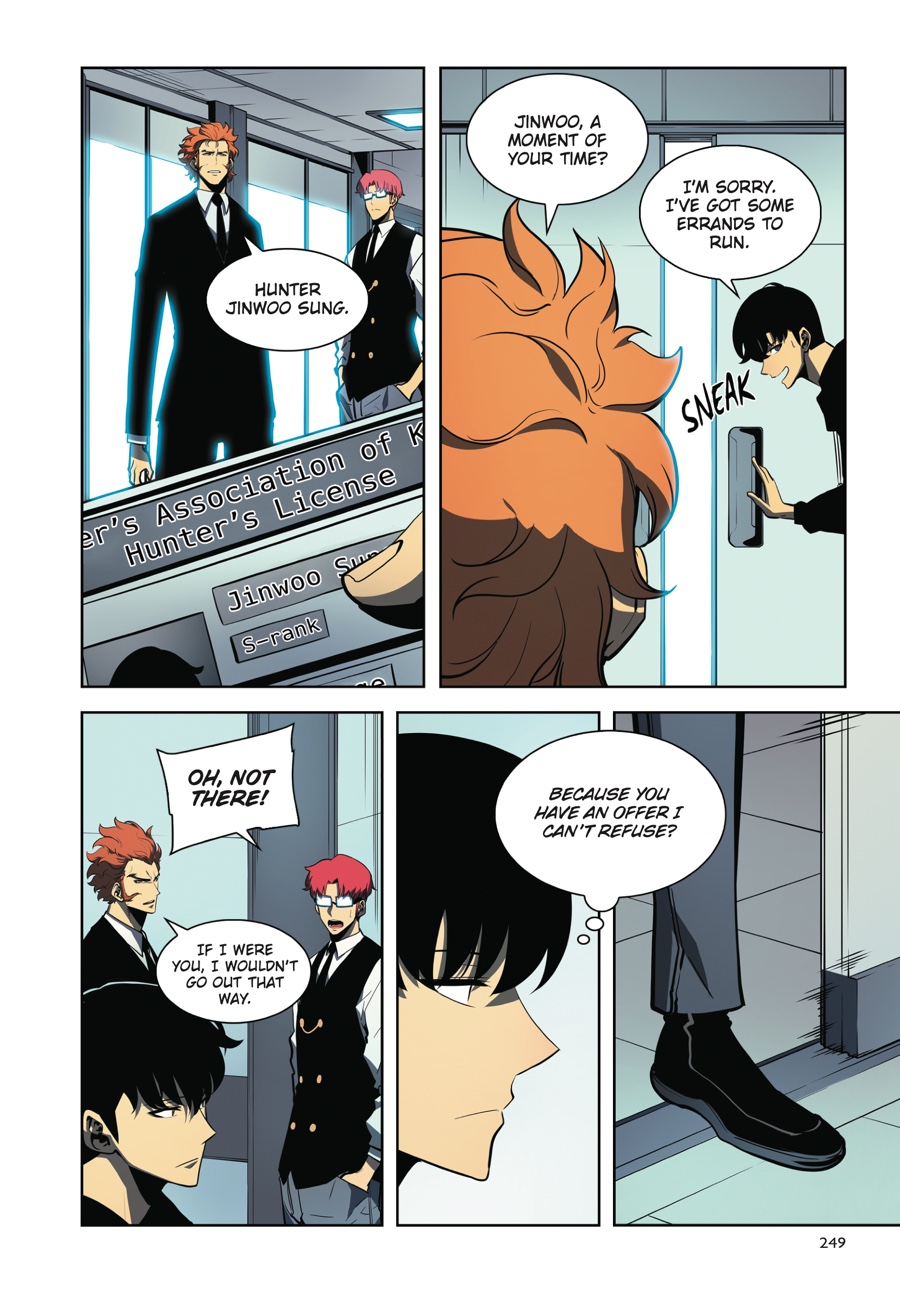 HUNTER
JINWOO SUNG.
er's Association of K
Hunter's License
Jinwoo Sun
S-rank
ge
JINWOO, A
MOMENT OF
YOUR TIME?
I'M SORRY.
I'VE GOT SOME
ERRANDS TO
RUN.
SNEAK
OH, NOT
THERE!
IF I WERE
YOU, I WOULDN'T
GO OUT THAT
WAY.
BECAUSE YOU
HAVE AN OFFER I
CAN'T REFUSE?
249